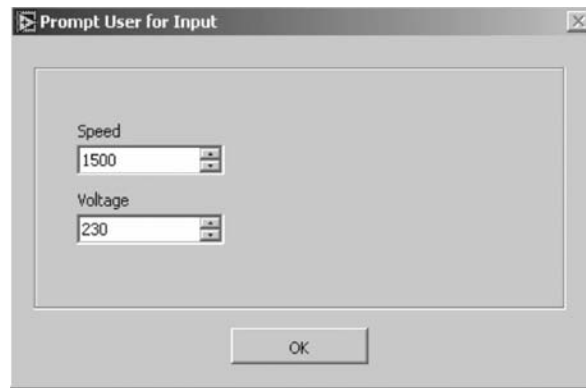 Prompt User for Input
Speed
1500
Voltage
230
OK